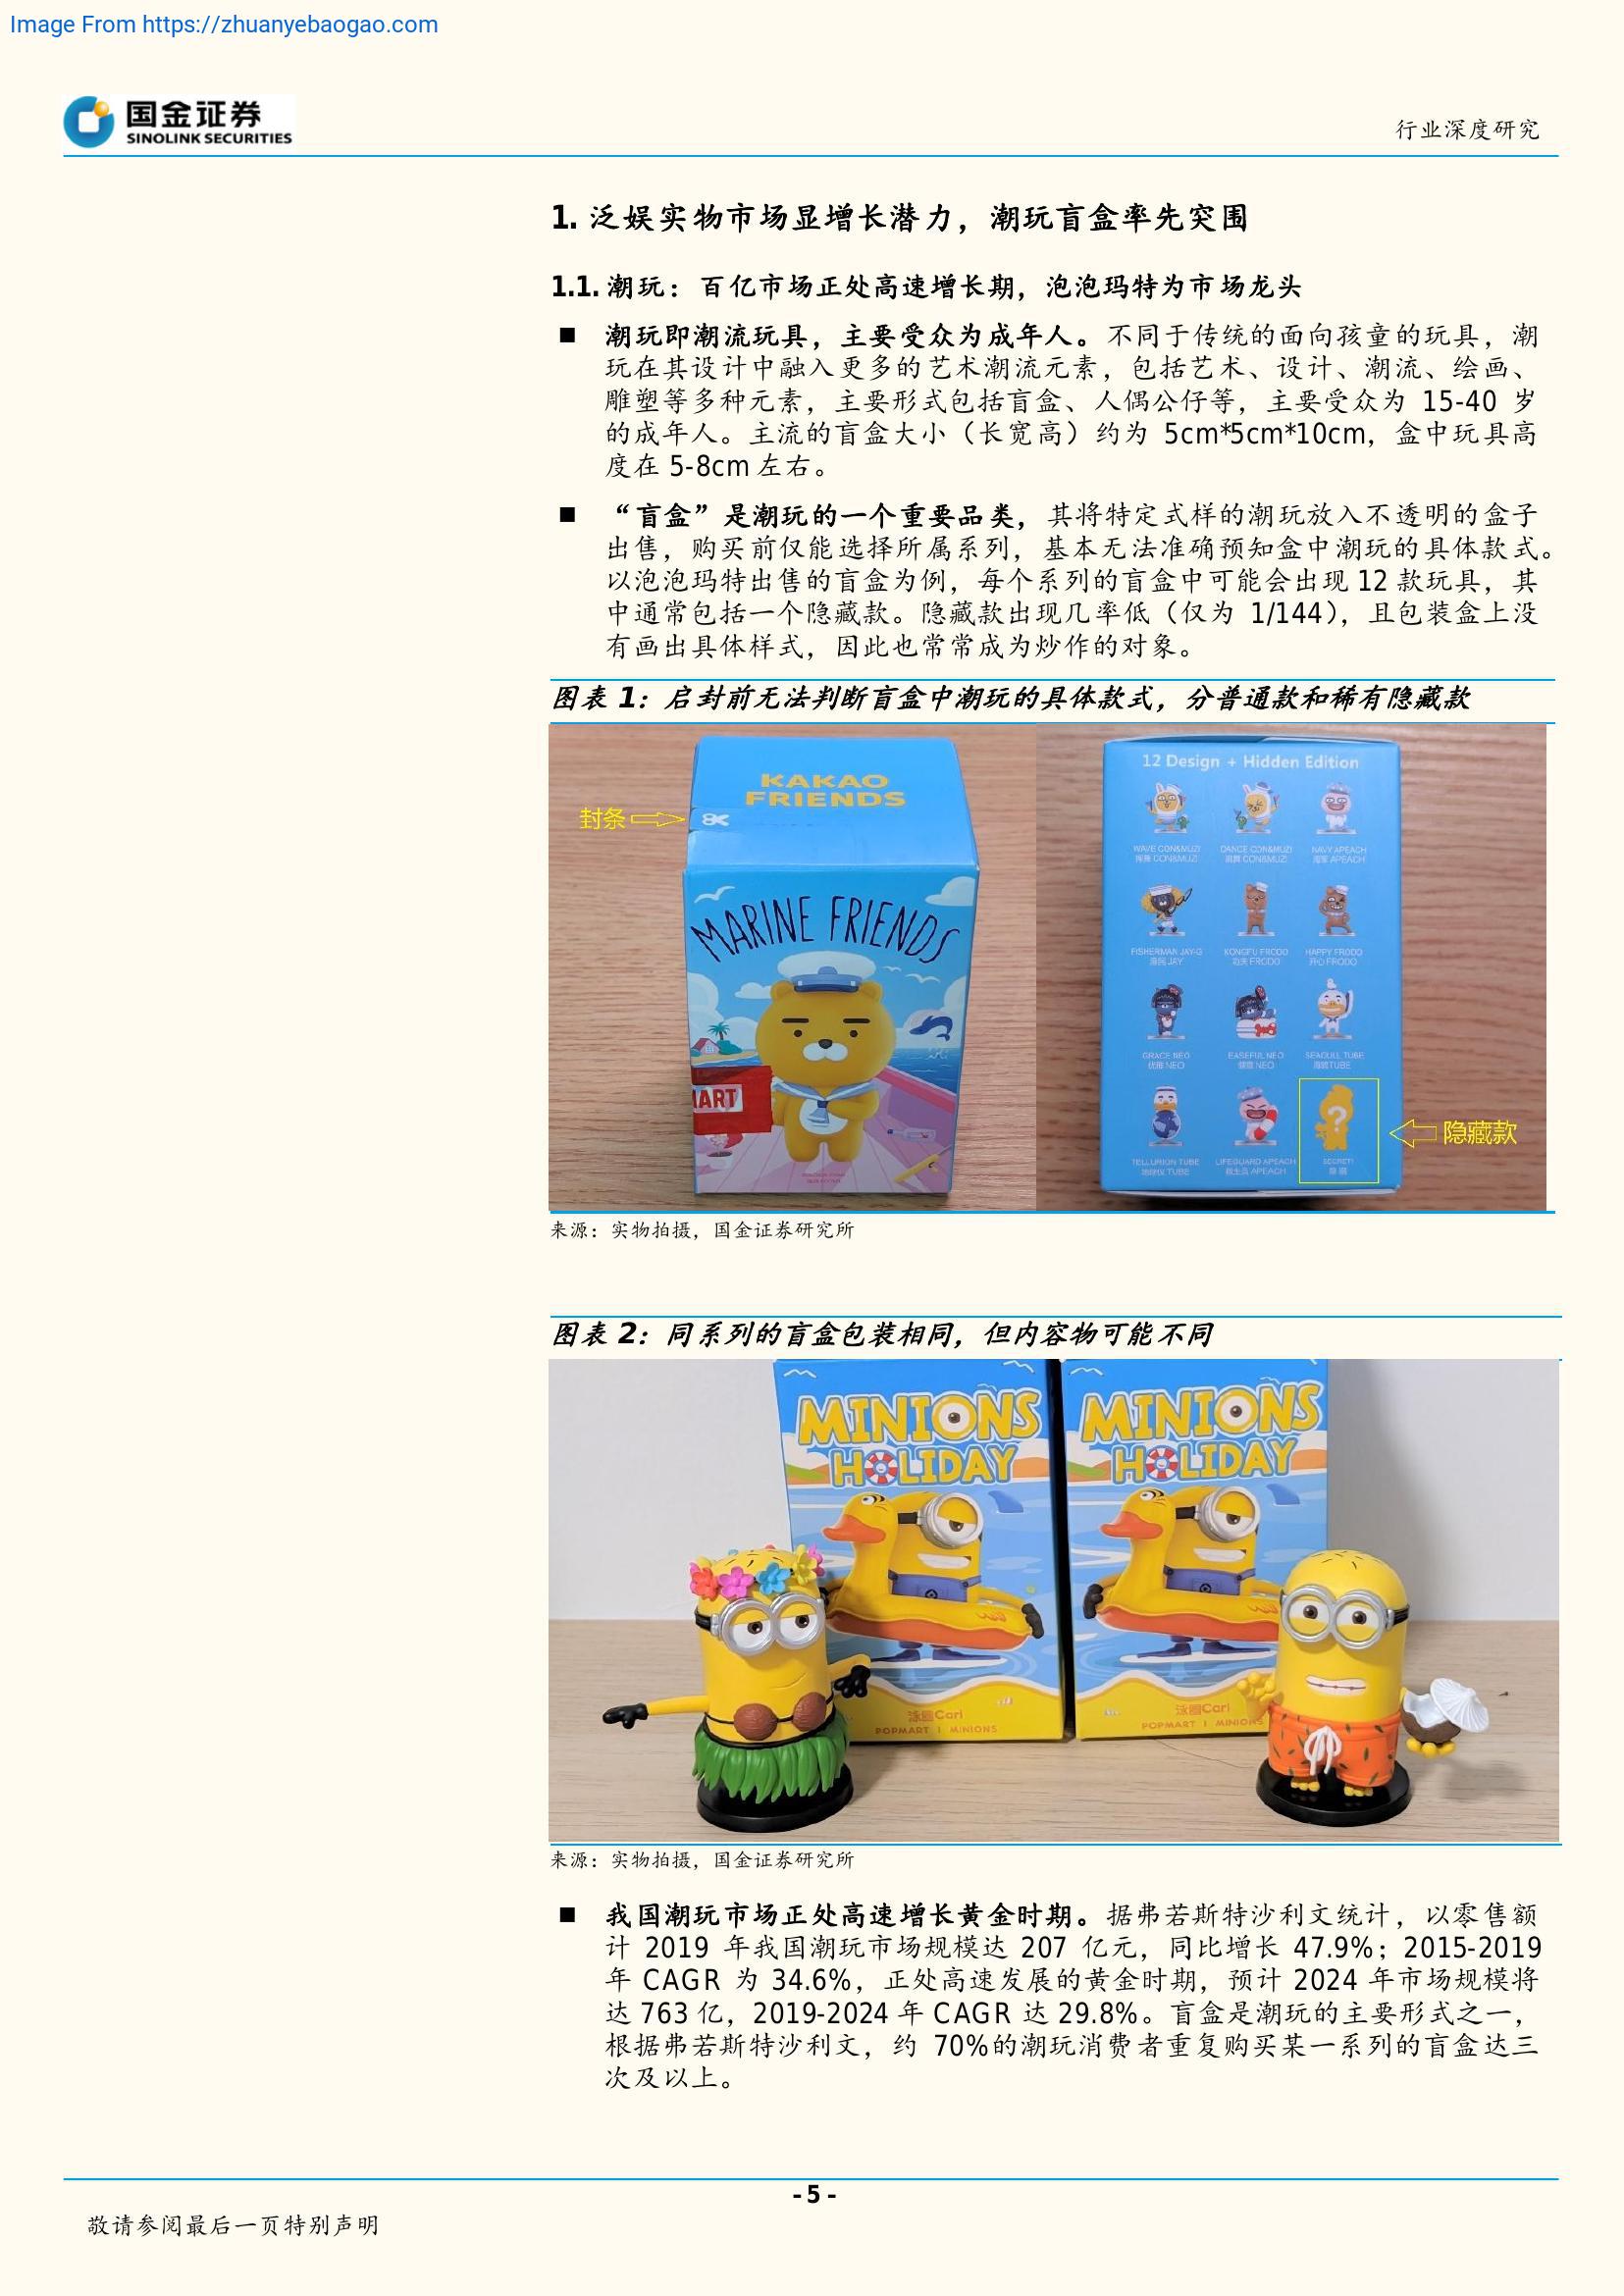 Image From https://zhuanyebaogao.com
国金证券
SINOLINK SECURITIES
行业深度研究
1. 泛娱实物市场显增长潜力，潮玩盲盒率先突围
1.1. 潮玩：百亿市场正处高速增长期，泡泡玛特为市场龙头
■ 潮玩即潮流玩具，主要受众为成年人。不同于传统的面向孩童的玩具，潮
玩在其设计中融入更多的艺术潮流元素，包括艺术、设计、潮流、绘画、
雕塑等多种元素，主要形式包括盲盒、人偶公仔等，主要受众为 15-40 岁
的成年人。主流的盲盒大小（长宽高）约为 5cm*5cm*10cm，盒中玩具高
度在 5-8cm 左右。
■ “盲盒”是潮玩的一个重要品类，其将特定式样的潮玩放入不透明的盒子
出售，购买前仅能选择所属系列，基本无法准确预知盒中潮玩的具体款式。
以泡泡玛特出售的盲盒为例，每个系列的盲盒中可能会出现 12 款玩具，其
中通常包括一个隐藏款。隐藏款出现几率低（仅为 1/144），且包装盒上没
有画出具体样式，因此也常常成为炒作的对象。
图表 1：启封前无法判断盲盒中潮玩的具体款式，分普通款和稀有隐藏款
KAKAO
FRIENDS
封条
MARINE FRIENDS
MART
12 Design + Hidden Edition
WAVE CON&MUZI DANCE CON&MUZI NAVY APEACH
CON&MUZI CON&MUZI 海军 APEACH
FISHERMAN JAY-G KONGFU FRODO HAPPY FRODO
JAY 功夫 FRODO 开心 FRODO
GRACE NEO EASEFUL NEO SEAGULL TUBE
优雅 NEO NEO 海鸥 TUBE
TELLURION TUBE LIFEGUARD APEACH SECRET!
地球仪 TUBE 救生员 APEACH 隐藏
隐藏款
来源：实物拍摄，国金证券研究所
图表 2：同系列的盲盒包装相同，但内容物可能不同
MINIONS
HOLIDAY
泳圈Carl
POPMART | MINIONS
MINIONS
HOLIDAY
泳圈Carl
POPMART | MINIONS
来源：实物拍摄，国金证券研究所
■ 我国潮玩市场正处高速增长黄金时期。据弗若斯特沙利文统计，以零售额
计 2019 年我国潮玩市场规模达 207 亿元，同比增长 47.9%；2015-2019
年 CAGR 为 34.6%，正处高速发展的黄金时期，预计 2024 年市场规模将
达 763 亿，2019-2024 年 CAGR 达 29.8%。盲盒是潮玩的主要形式之一，
根据弗若斯特沙利文，约 70%的潮玩消费者重复购买某一系列的盲盒达三
次及以上。
- 5 -
敬请参阅最后一页特别声明